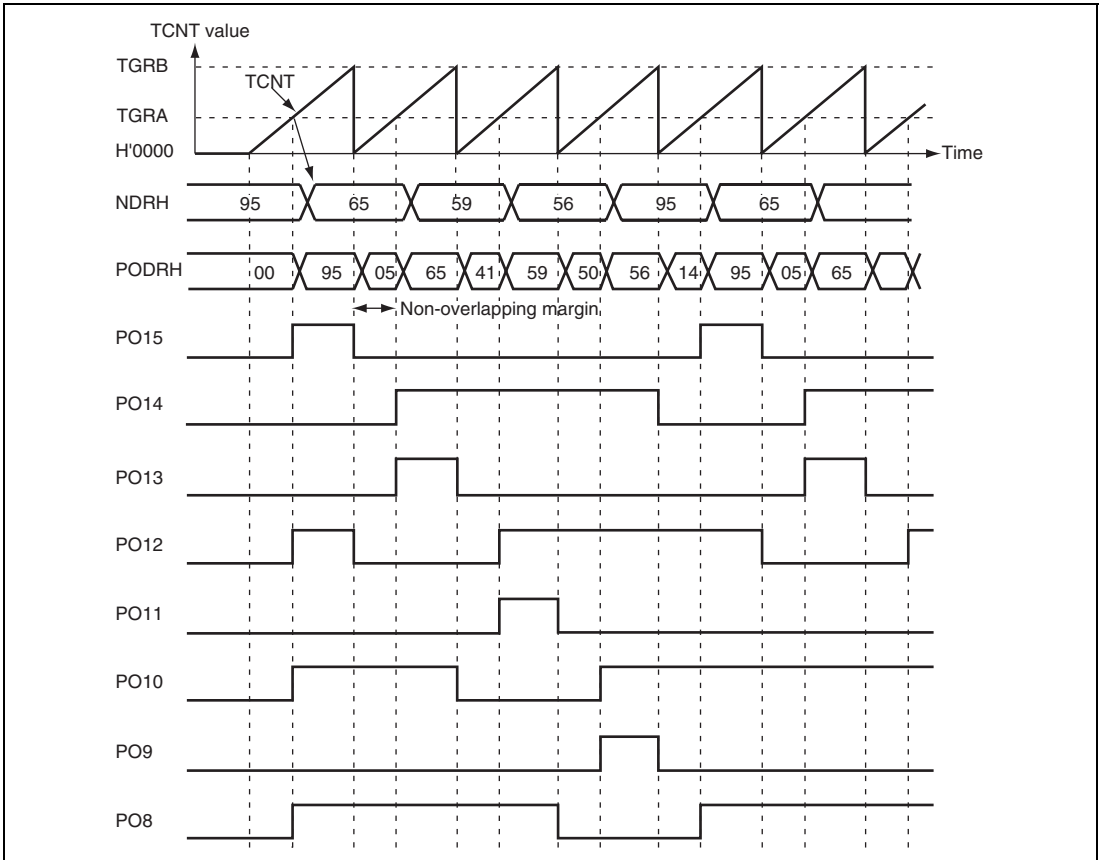 TCNT value
TGRB
TCNT
TGRA
H'0000
Time
NDRH 95 65 59 56 95 65
PODRH 00 95 05 65 41 59 50 56 14 95 05 65
Non-overlapping margin
PO15
PO14
PO13
PO12
PO11
PO10
PO9
PO8